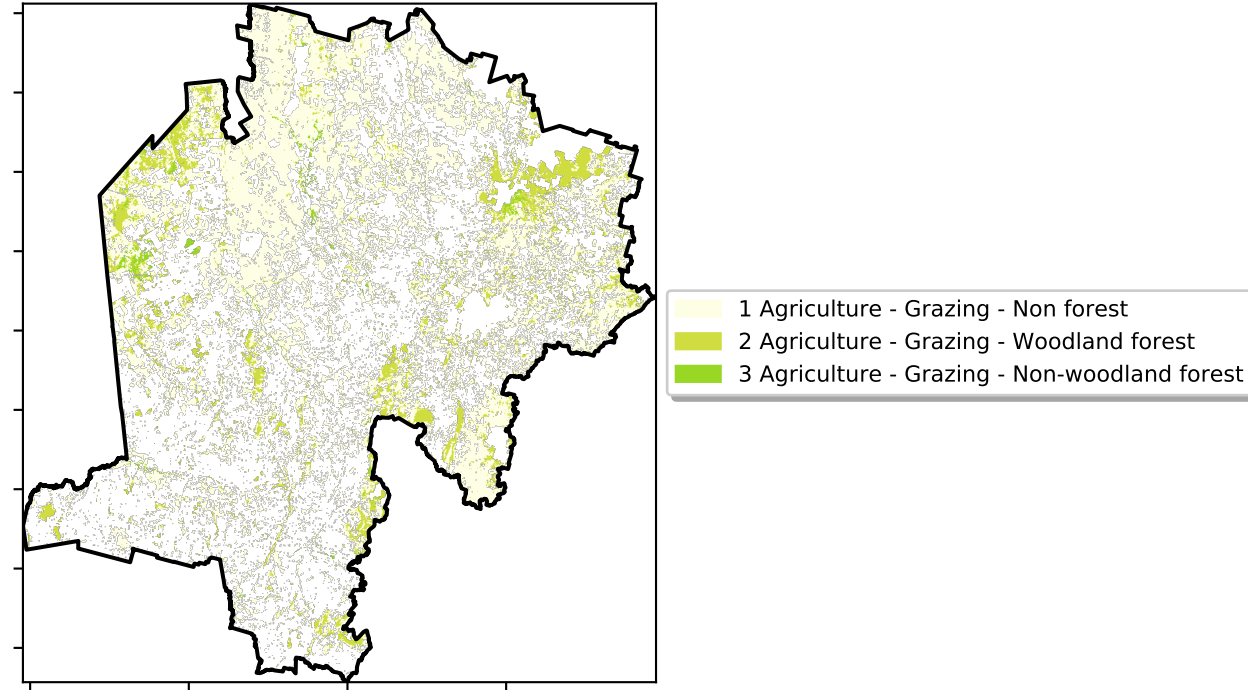 1 Agriculture - Grazing - Non forest
2 Agriculture - Grazing - Woodland forest
3 Agriculture - Grazing - Non-woodland forest